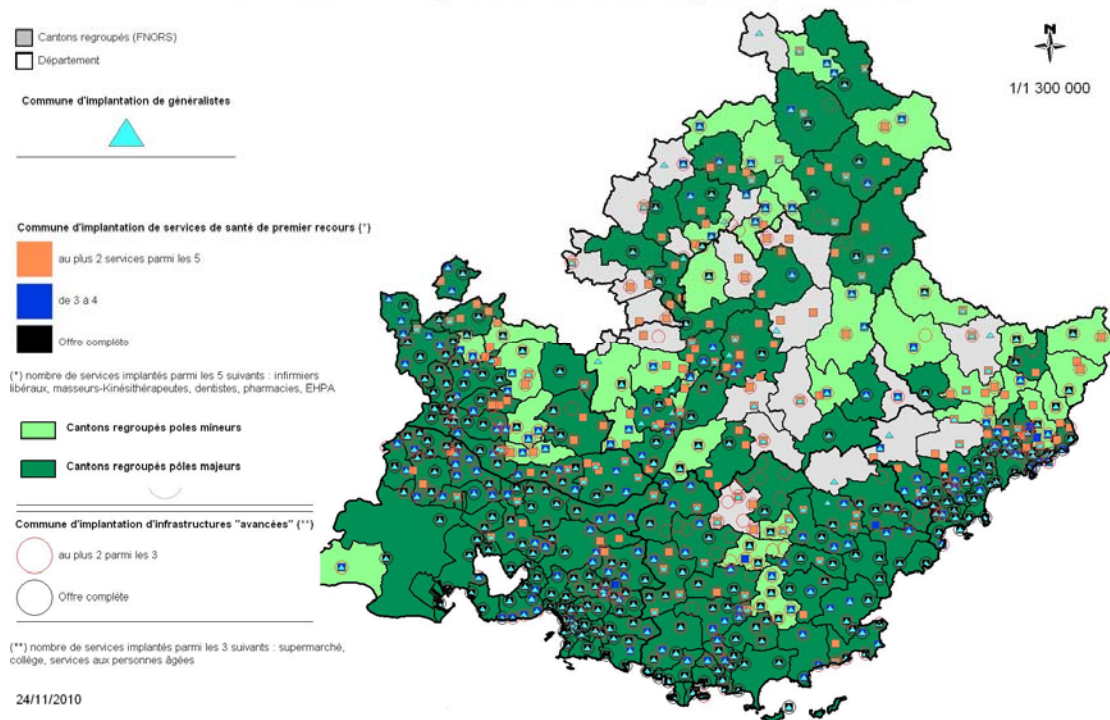 Cantons regroupés (FNORS)
Département
Commune d'implantation de généralistes
Commune d'implantation de services de santé de premier recours (*)
au plus 2 services parmi les 5
de 3 à 4
Offre complète
(*) nombre de services implantés parmi les 5 suivants : infirmiers
libéraux, masseurs-Kinésithérapeutes, dentistes, pharmacies, EHPA
Cantons regroupés poles mineurs
Cantons regroupés pôles majeurs
Commune d'implantation d'infrastructures "avancées" (**)
au plus 2 parmi les 3
Offre complète
(**) nombre de services implantés parmi les 3 suivants : supermarché,
collège, services aux personnes âgées
24/11/2010
N
1/1 300 000